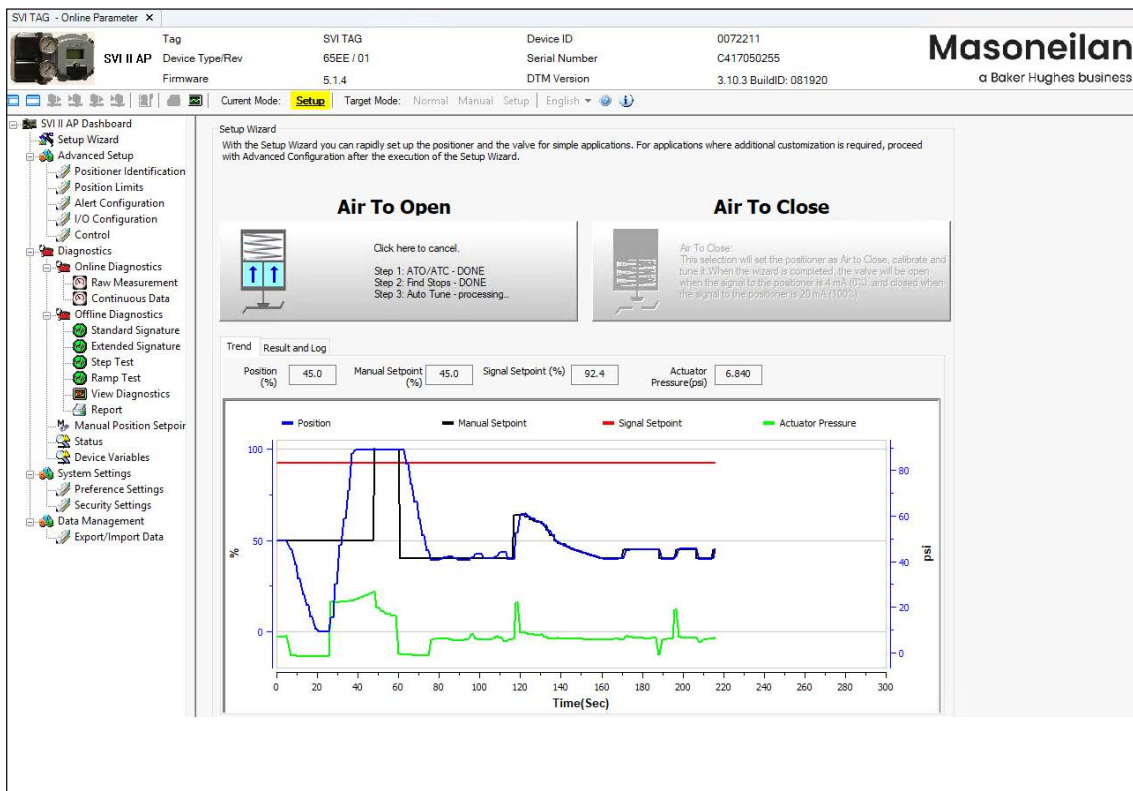 SVI TAG - Online Parameter X
SVI II AP
Tag SVI TAG Device ID 0072211
Device Type/Rev 65EE / 01 Serial Number C417050255
Firmware 5.1.4 DTM Version 3.10.3 BuildID: 081920
Masoneilan
a Baker Hughes business
Current Mode: Setup Target Mode: Normal Manual Setup English
SVI II AP Dashboard
Setup Wizard
Advanced Setup
Positioner Identification
Position Limits
Alert Configuration
I/O Configuration
Control
Diagnostics
Online Diagnostics
Raw Measurement
Continuous Data
Offline Diagnostics
Standard Signature
Extended Signature
Step Test
Ramp Test
View Diagnostics
Report
Manual Position Setpoir
Status
Device Variables
System Settings
Preference Settings
Security Settings
Data Management
Export/Import Data
Setup Wizard
With the Setup Wizard you can rapidly set up the positioner and the valve for simple applications. For applications where additional customization is required, proceed
with Advanced Configuration after the execution of the Setup Wizard.
Air To Open
Click here to cancel.
Step 1: ATO/ATC - DONE
Step 2: Find Stops - DONE
Step 3: Auto Tune - processing...
Air To Close
Air To Close:
This selection will set the positioner as Air to Close, calibrate and
tune it.When the wizard is completed, the valve will be open
when the signal to the positioner is 4 mA (0%), and closed when
the signal to the positioner is 20 mA (100%).
Trend Result and Log
Position (%) 45.0 Manual Setpoint (%) 45.0 Signal Setpoint (%) 92.4 Actuator Pressure(psi) 6.840
Position Manual Setpoint Signal Setpoint Actuator Pressure
100
50
0
%
80
60
40
20
0
psi
0 20 40 60 80 100 120 140 160 180 200 220 240 260 280 300
Time(Sec)